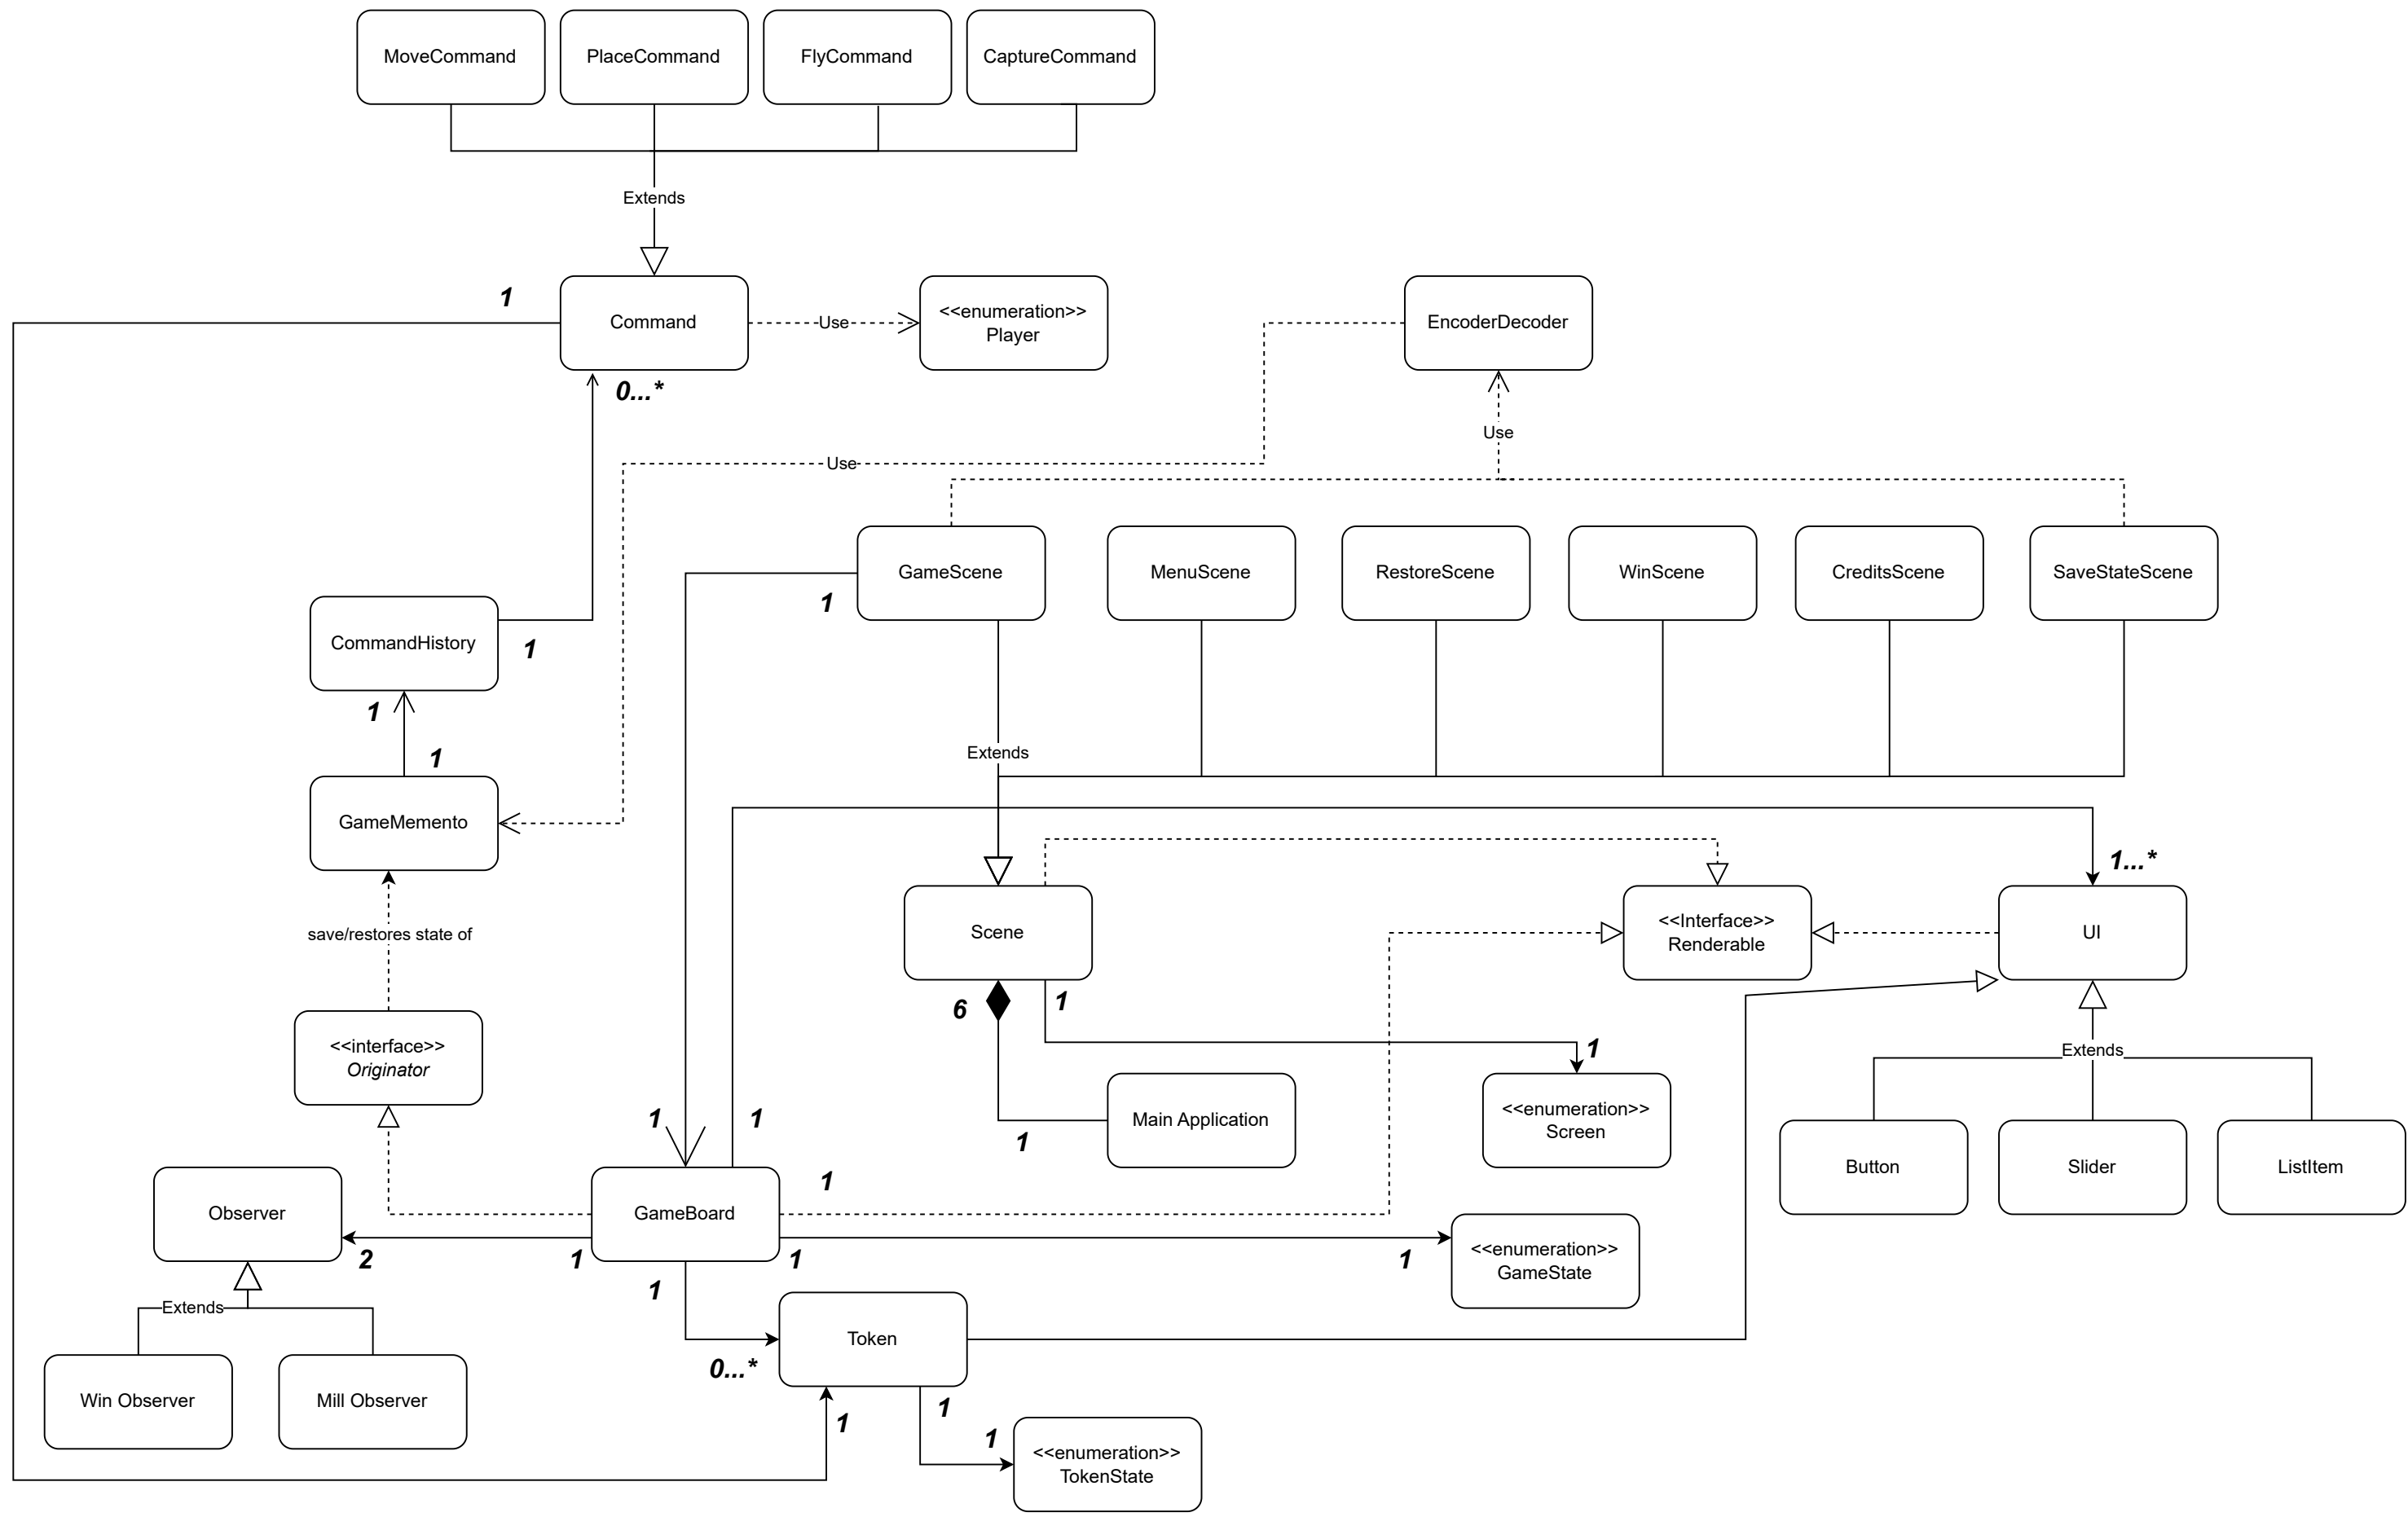 MoveCommand
PlaceCommand
FlyCommand
CaptureCommand
Extends
1
Command
Use
<<enumeration>>
Player
EncoderDecoder
0...*
Use
Use
GameScene
MenuScene
RestoreScene
WinScene
CreditsScene
SaveStateScene
1
CommandHistory
1
1
1
Extends
GameMemento
1...*
save/restores state of
Scene
<<Interface>>
Renderable
UI
6
1
<<interface>>
Originator
1
Extends
1
1
Main Application
1
<<enumeration>>
Screen
Button
Slider
ListItem
1
Observer
GameBoard
2
1
1
1
<<enumeration>>
GameState
1
Extends
Token
0...*
Win Observer
Mill Observer
1
1
1
<<enumeration>>
TokenState